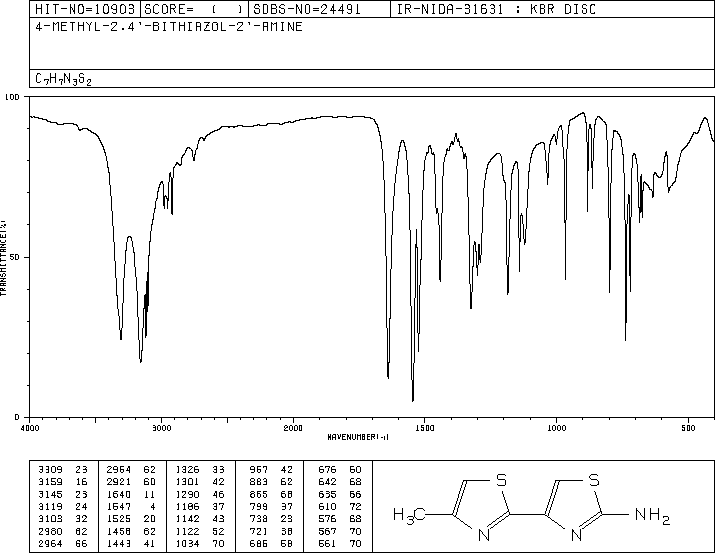 HIT-NO=10903 SCORE= ( ) SDBS-NO=24491 IR-NIDA-31631 : KBR DISC
4-METHYL-2.4'-BITHIAZOL-2'-AMINE
C7H7N3S2
100
50
0
TRANSMITTANCE(%)
4000 3000 2000 1500 1000 500
WAVENUMBER(-1)
3309 23 2954 62 1326 33 967 42 676 60
3159 16 2921 60 1301 42 883 62 642 68
3145 23 1640 11 1290 46 865 68 635 66
3119 24 1547 4 1186 37 799 37 610 72
3103 32 1525 20 1142 43 738 23 576 68
2980 62 1458 62 1122 52 721 38 567 70
2964 66 1443 41 1034 70 686 58 561 70
S S
H3C NH2
N N